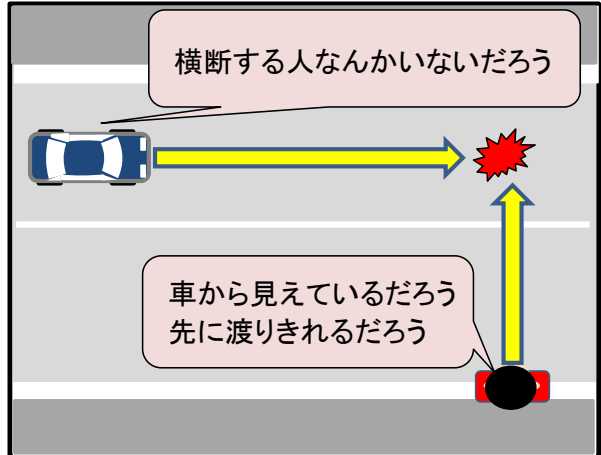 横断する人なんかいないだろう
車から見えているだろう
先に渡りきれるだろう